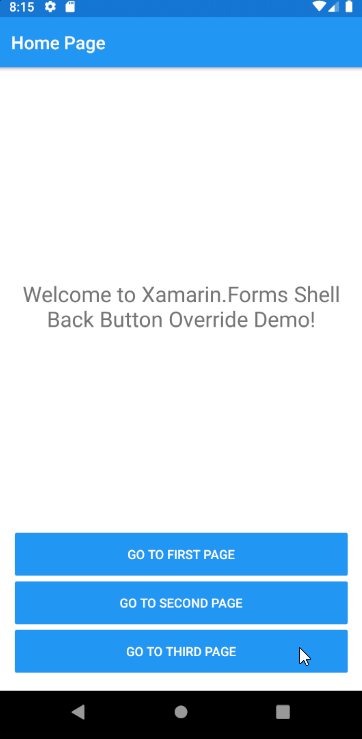 8:15
Home Page
Welcome to Xamarin.Forms Shell
Back Button Override Demo!
GO TO FIRST PAGE
GO TO SECOND PAGE
GO TO THIRD PAGE